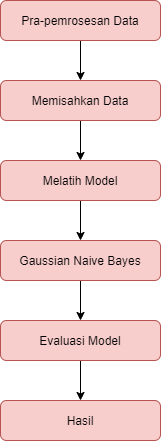 Pra-pemrosesan Data
Memisahkan Data
Melatih Model
Gaussian Naive Bayes
Evaluasi Model
Hasil